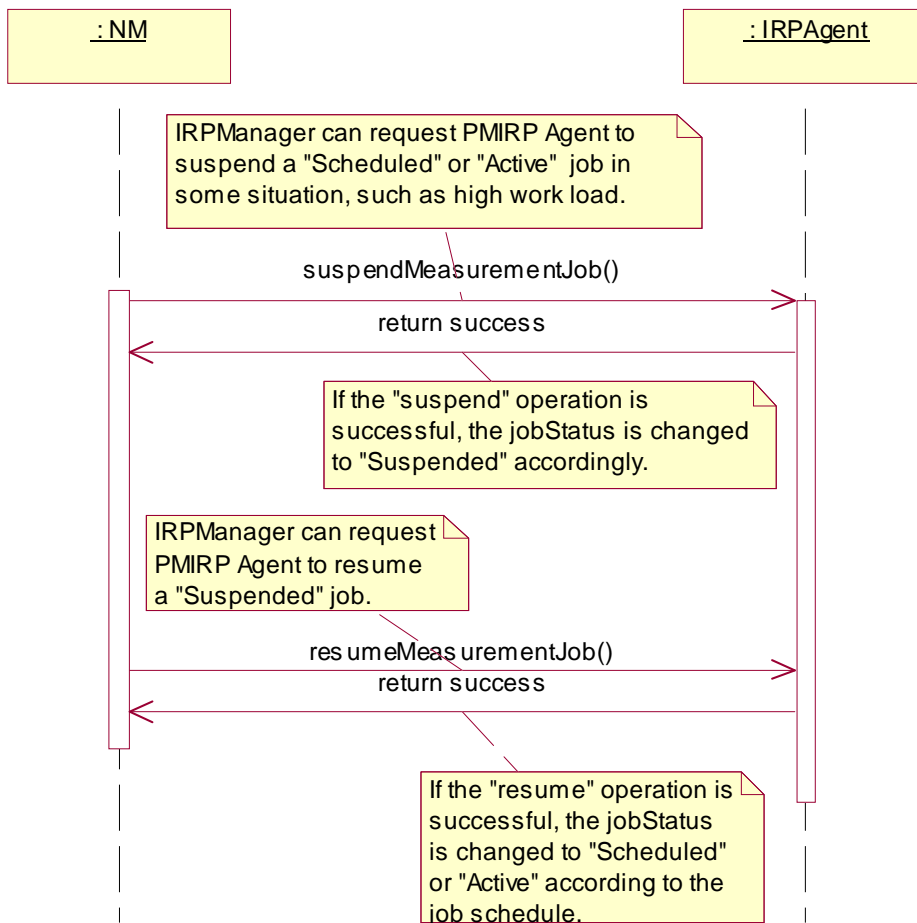 : NM
: IRPAgent
IRPManager can request PMIRP Agent to
suspend a "Scheduled" or "Active" job in
some situation, such as high work load.
suspendMeasurementJob()
return success
If the "suspend" operation is
successful, the jobStatus is changed
to "Suspended" accordingly.
IRPManager can request
PMIRP Agent to resume
a "Suspended" job.
resumeMeasurementJob()
return success
If the "resume" operation is
successful, the jobStatus
is changed to "Scheduled"
or "Active" according to the
job schedule.